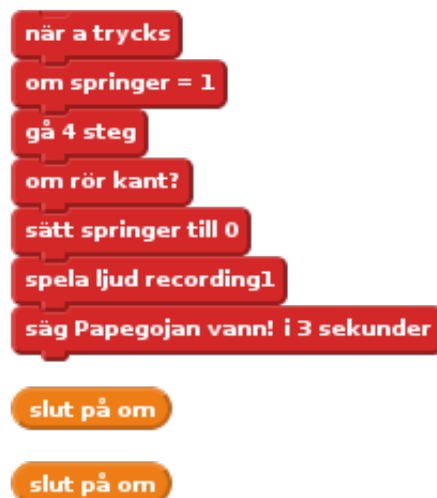 när a trycks
om springer = 1
gå 4 steg
om rör kant?
sätt springer till 0
spela ljud recording1
säg Papegojan vann! i 3 sekunder
slut på om
slut på om